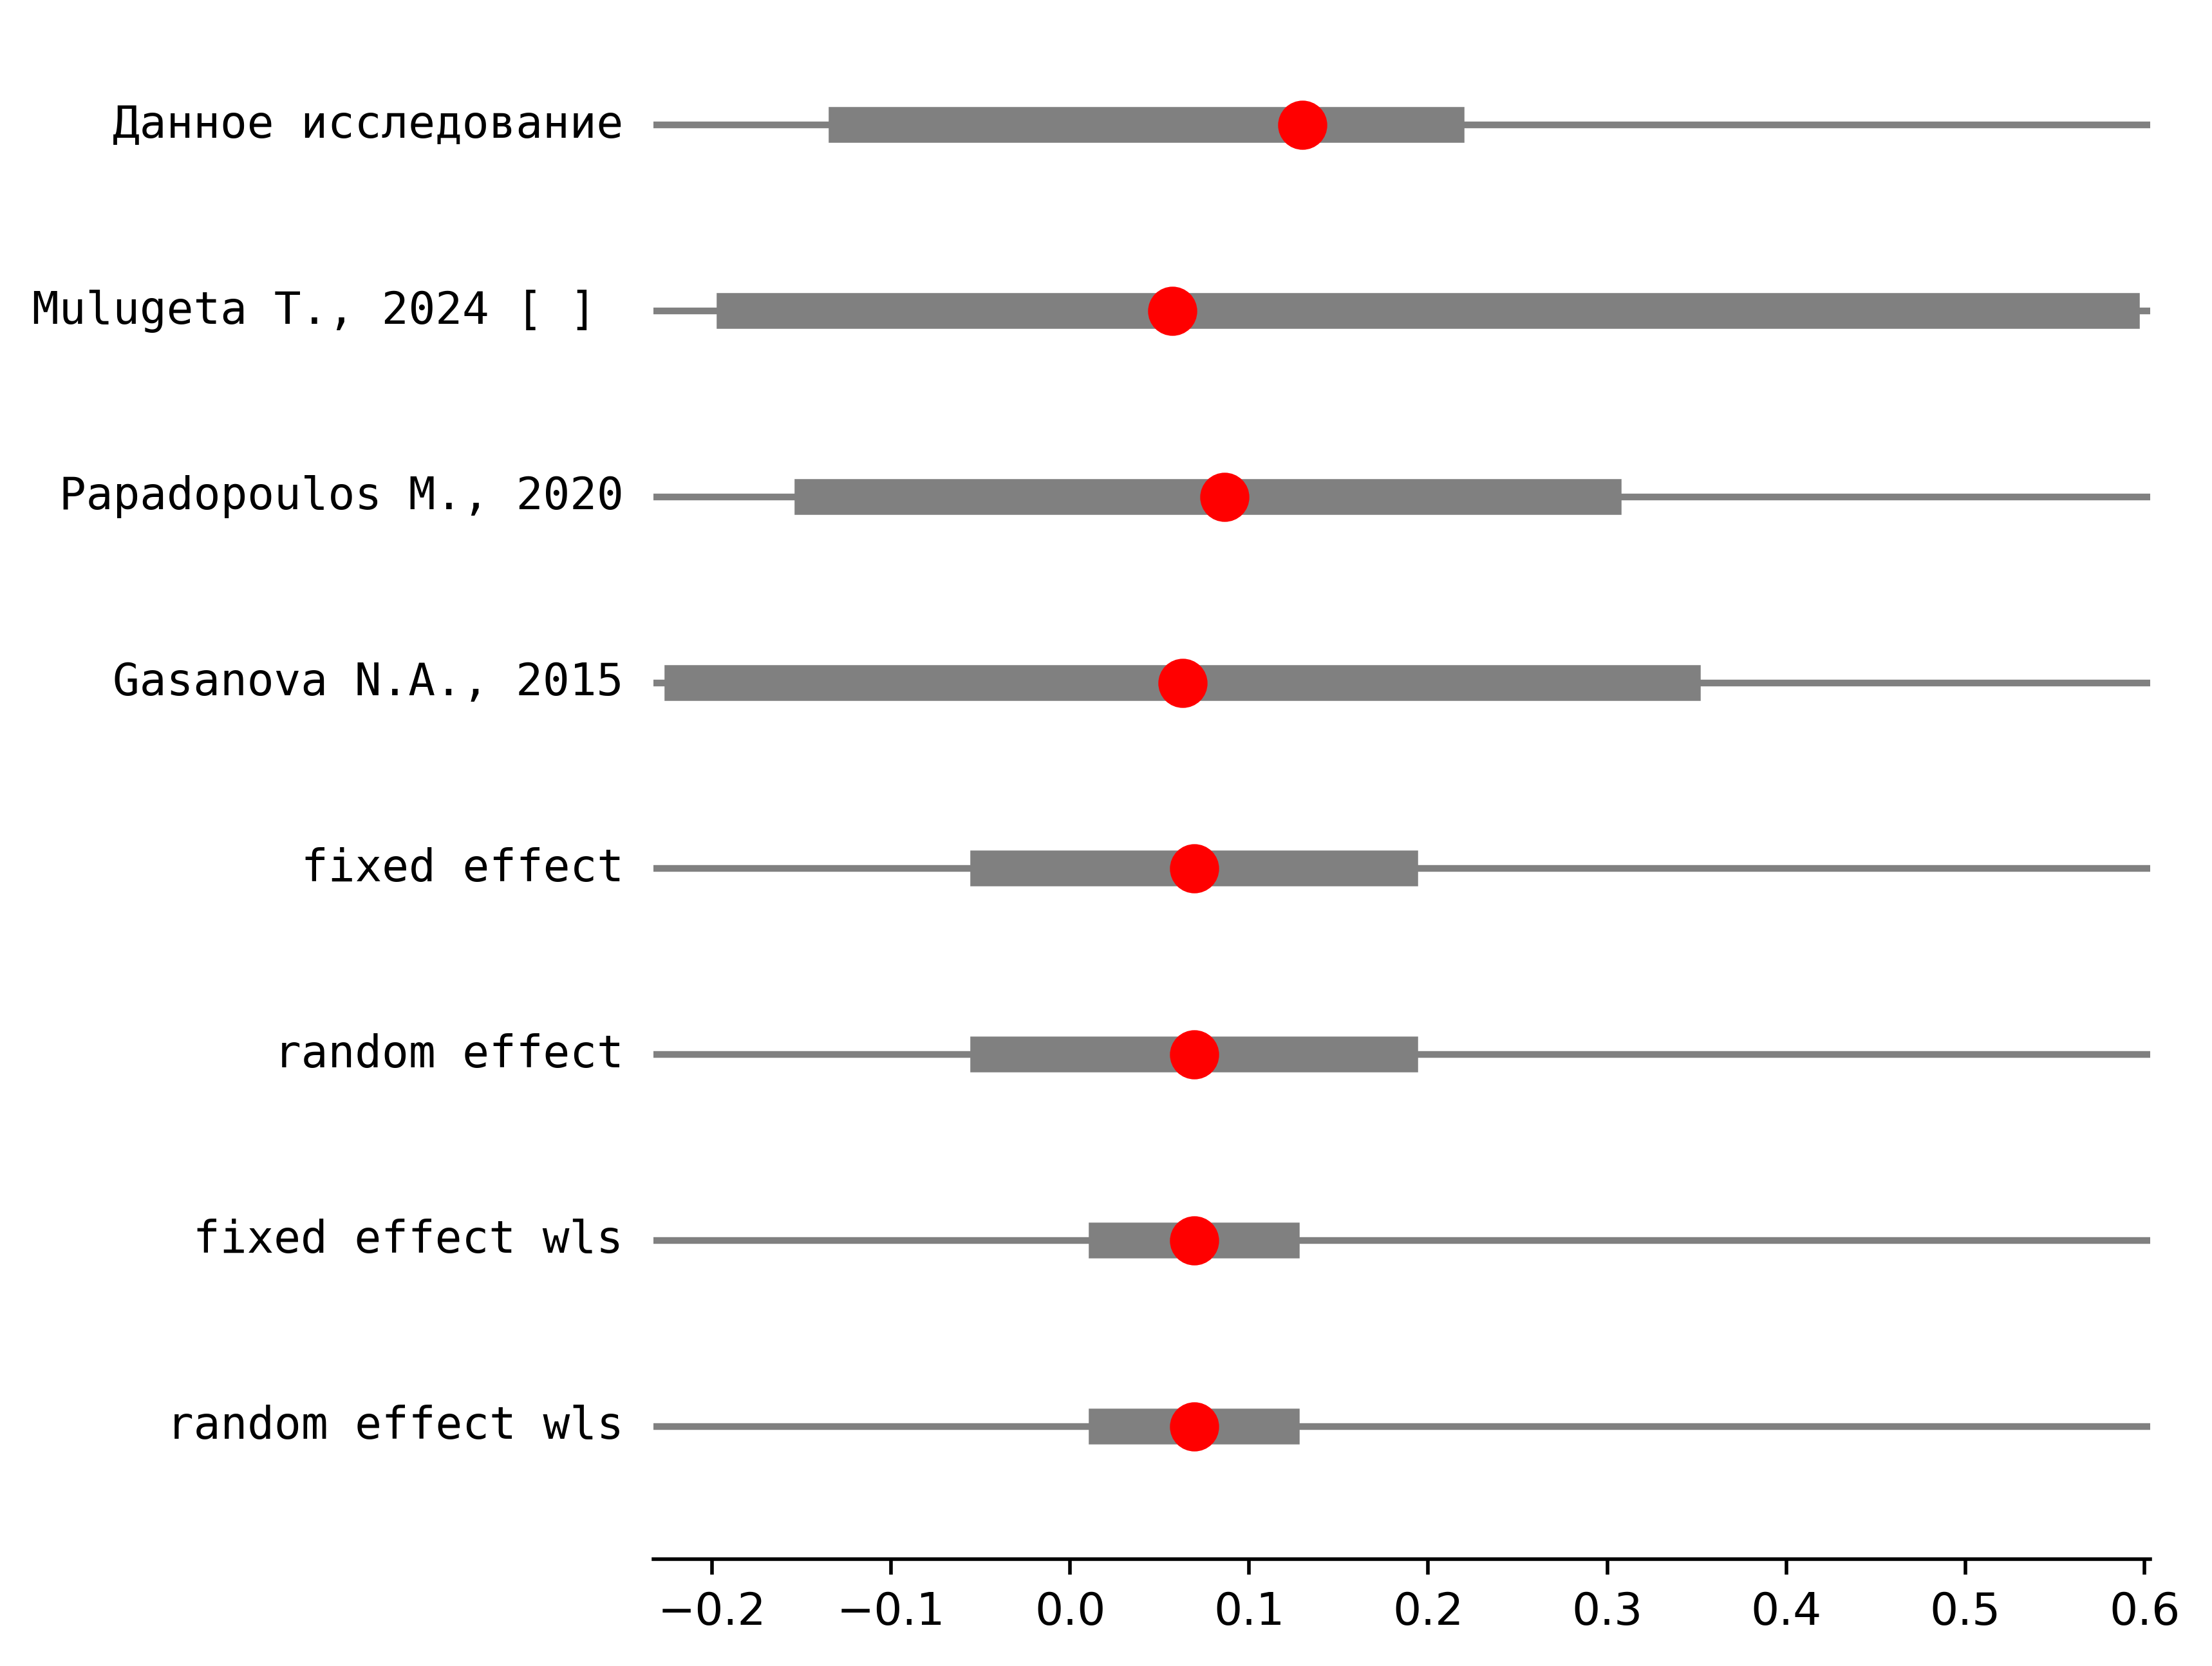 Данное исследование
Mulugeta T., 2024 [ ]
Papadopoulos M., 2020
Gasanova N.A., 2015
fixed effect
random effect
fixed effect wls
random effect wls
−0.2 −0.1 0.0 0.1 0.2 0.3 0.4 0.5 0.6